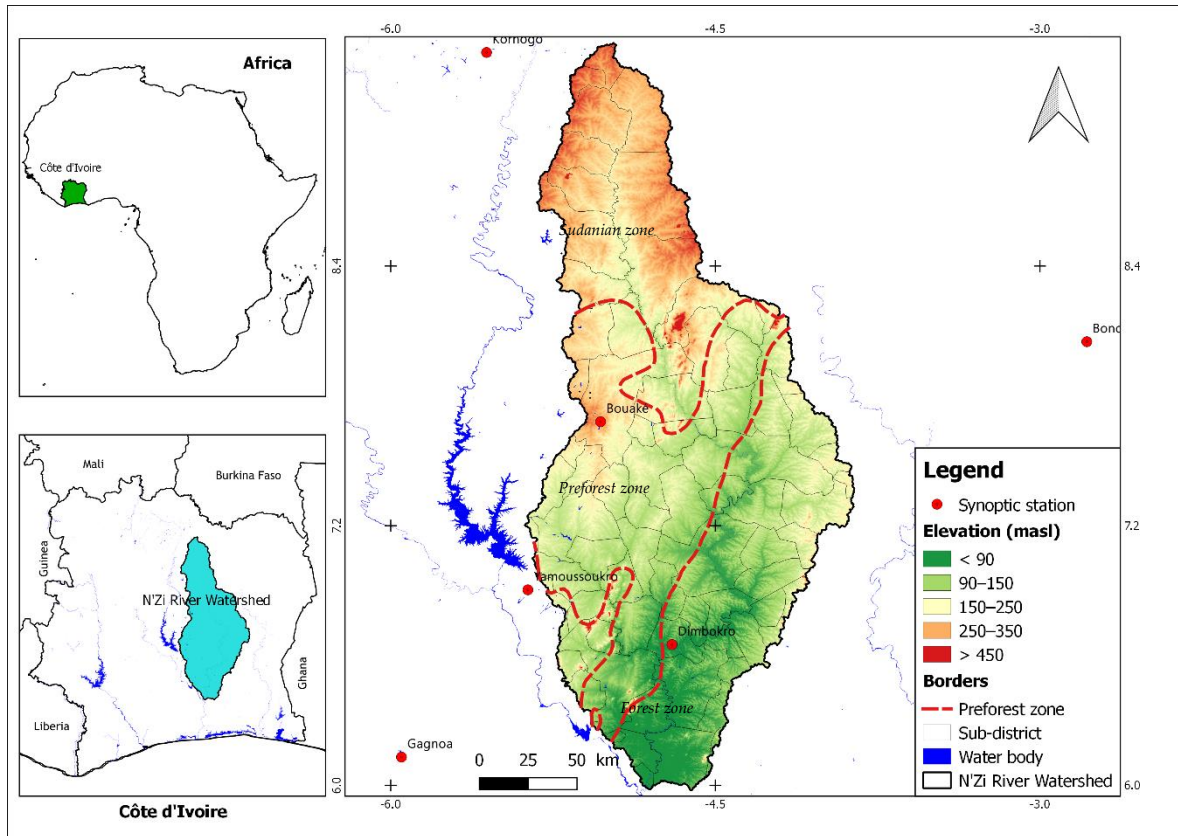 Africa
Côte d'Ivoire
Mali
Burkina Faso
Guinea
N'Zi River Watershed
Ghana
Liberia
Côte d'Ivoire
-6.0
-4.5
-3.0
Korhogo
Sudanian zone
8.4
8.4
Bond
Bouake
Preforest zone
7.2
7.2
Yamoussoukro
Dimbokro
Forest zone
Gagnoa
0 25 50 km
6.0
6.0
-6.0
-4.5
-3.0
Legend
Synoptic station
Elevation (masl)
< 90
90–150
150–250
250–350
> 450
Borders
Preforest zone
Sub-district
Water body
N'Zi River Watershed